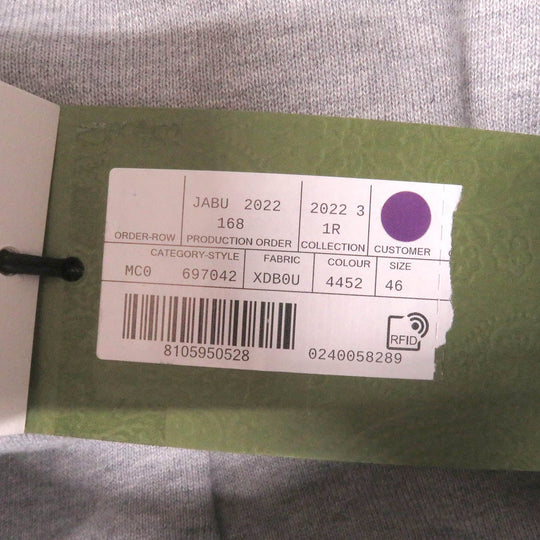 JABU 2022
168
2022 3
1R
ORDER-ROW PRODUCTION ORDER COLLECTION CUSTOMER
CATEGORY-STYLE FABRIC COLOUR SIZE
MC0 697042 XDB0U 4452 46
8105950528 0240058289
RFID